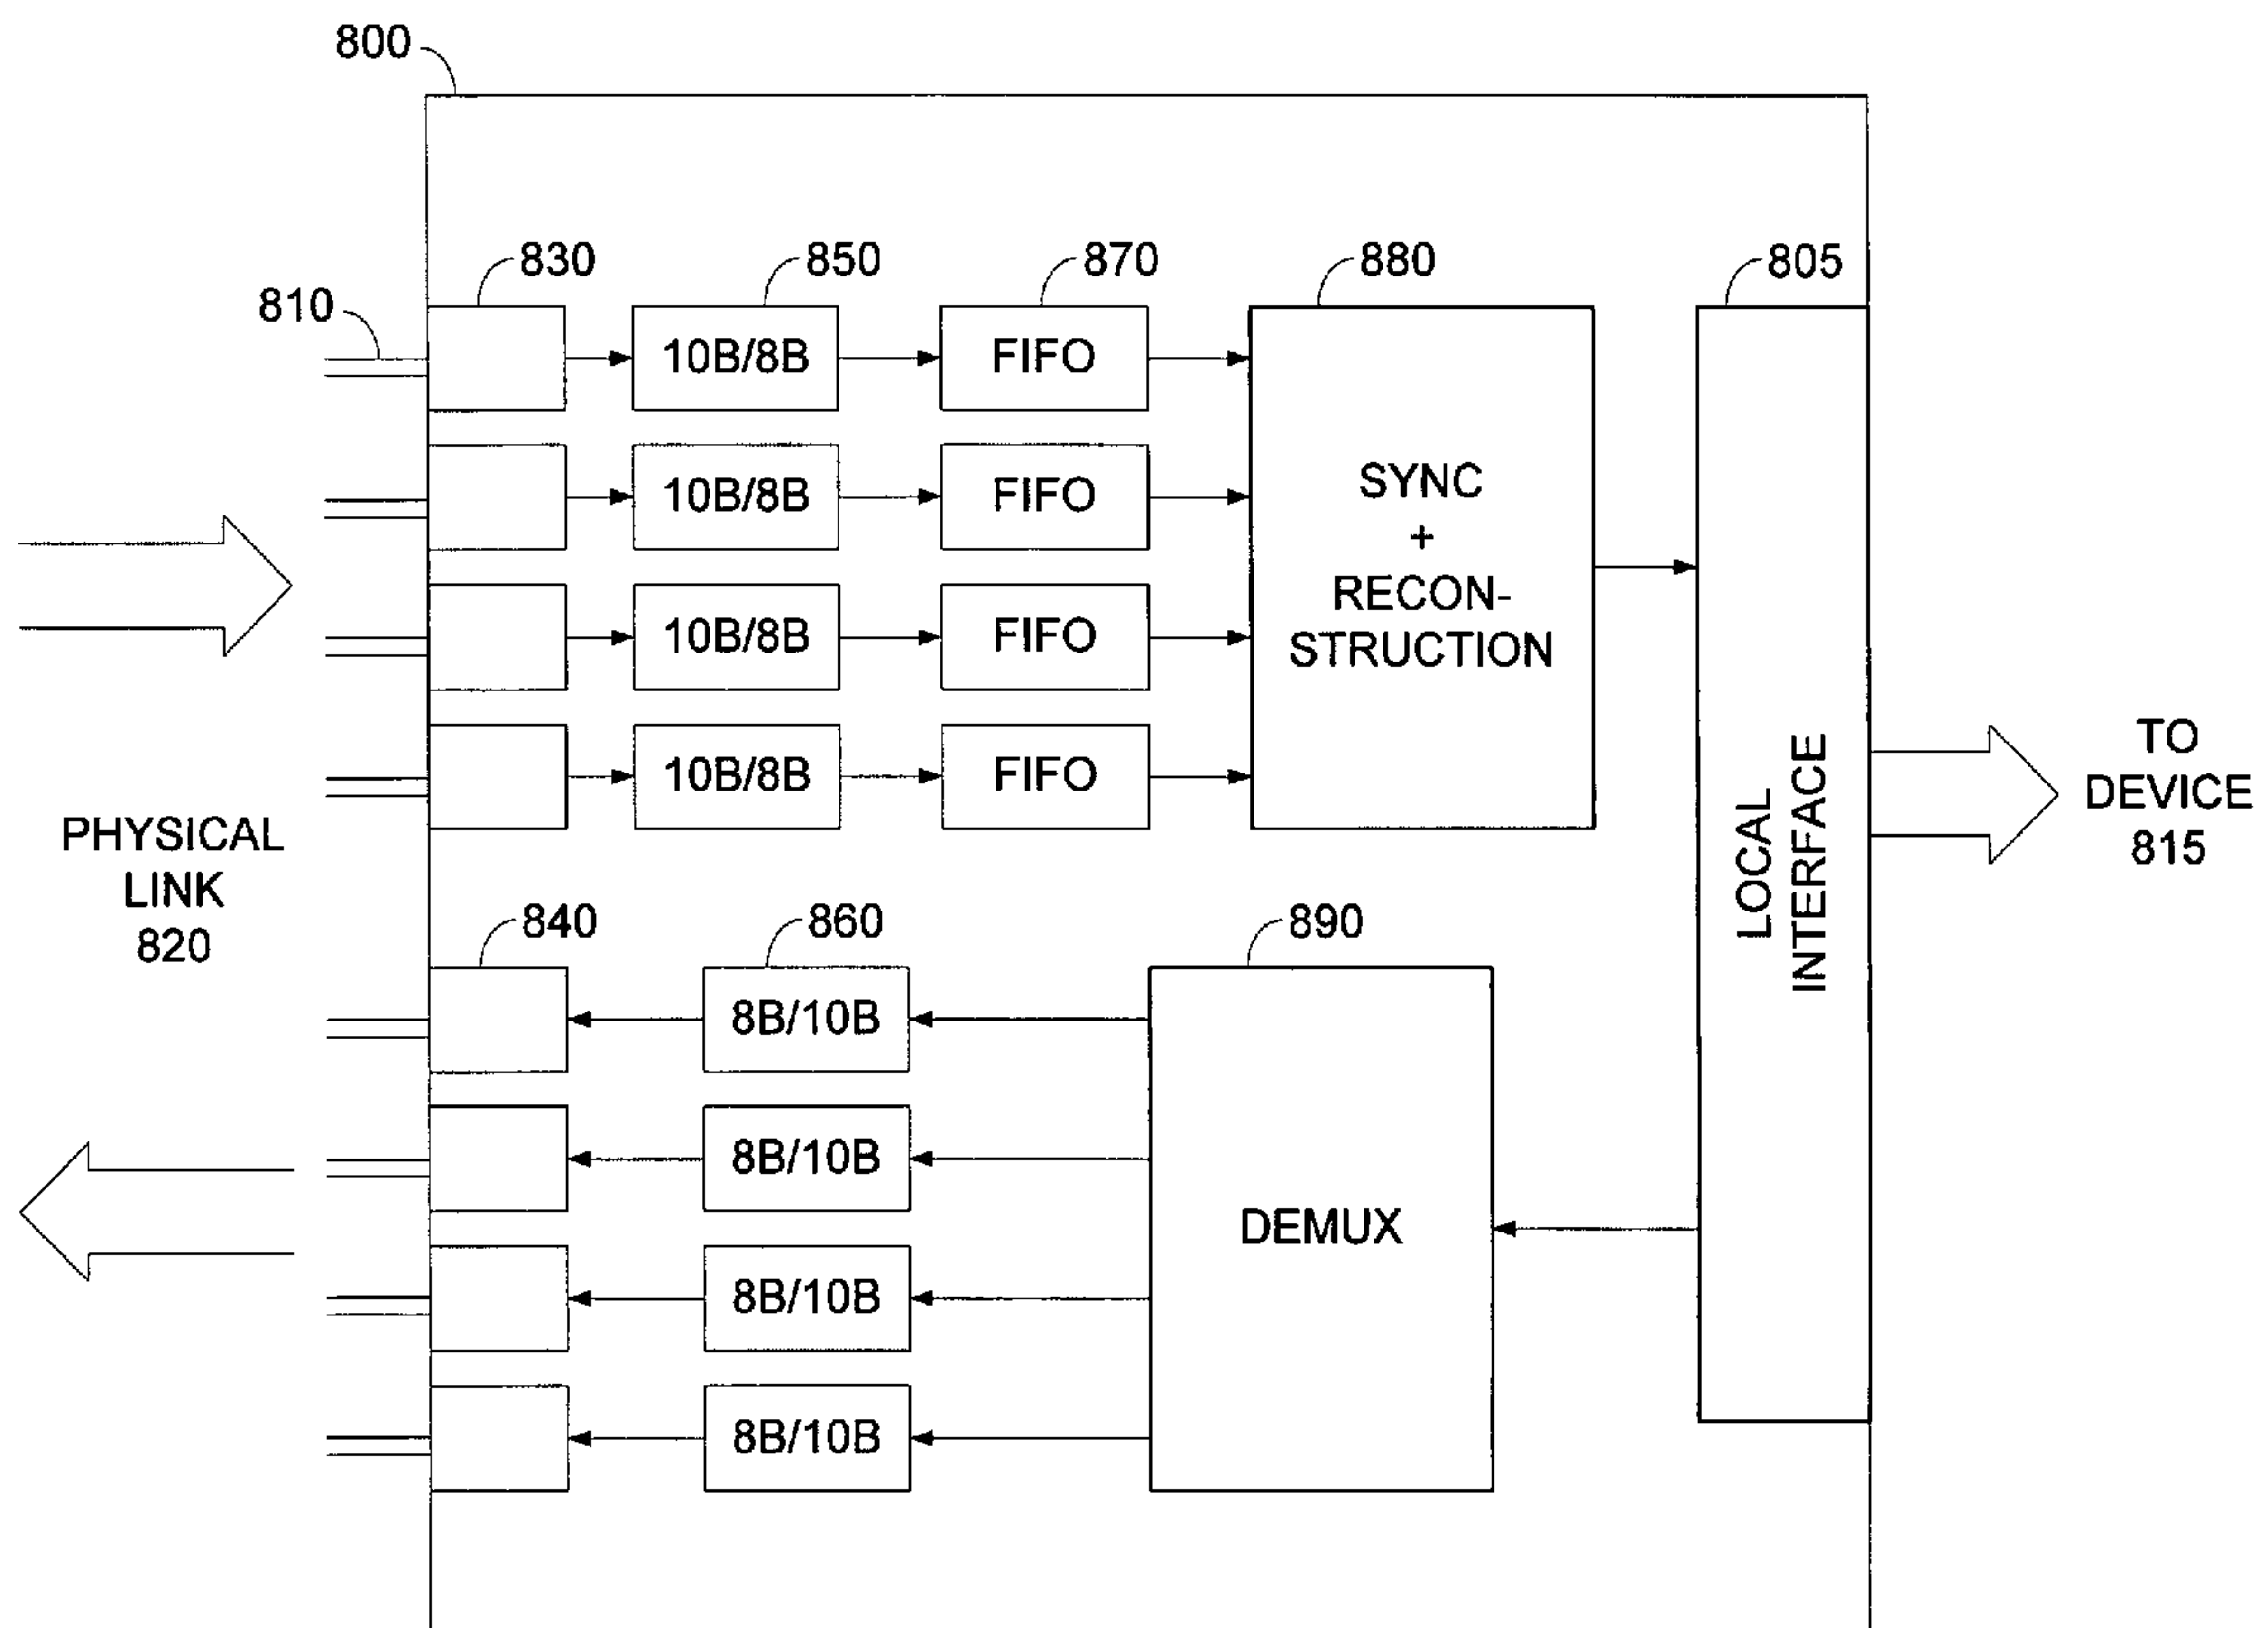 800
830
850
870
880
805
810
10B/8B
FIFO
10B/8B
FIFO
10B/8B
FIFO
10B/8B
FIFO
SYNC
+
RECON-
STRUCTION
LOCAL
INTERFACE
TO
DEVICE
815
PHYSICAL
LINK
820
840
860
890
8B/10B
8B/10B
8B/10B
8B/10B
DEMUX